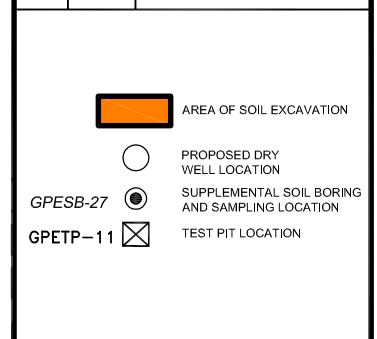 AREA OF SOIL EXCAVATION
PROPOSED DRY
WELL LOCATION
GPESB-27 SUPPLEMENTAL SOIL BORING
AND SAMPLING LOCATION
GPETP-11 TEST PIT LOCATION